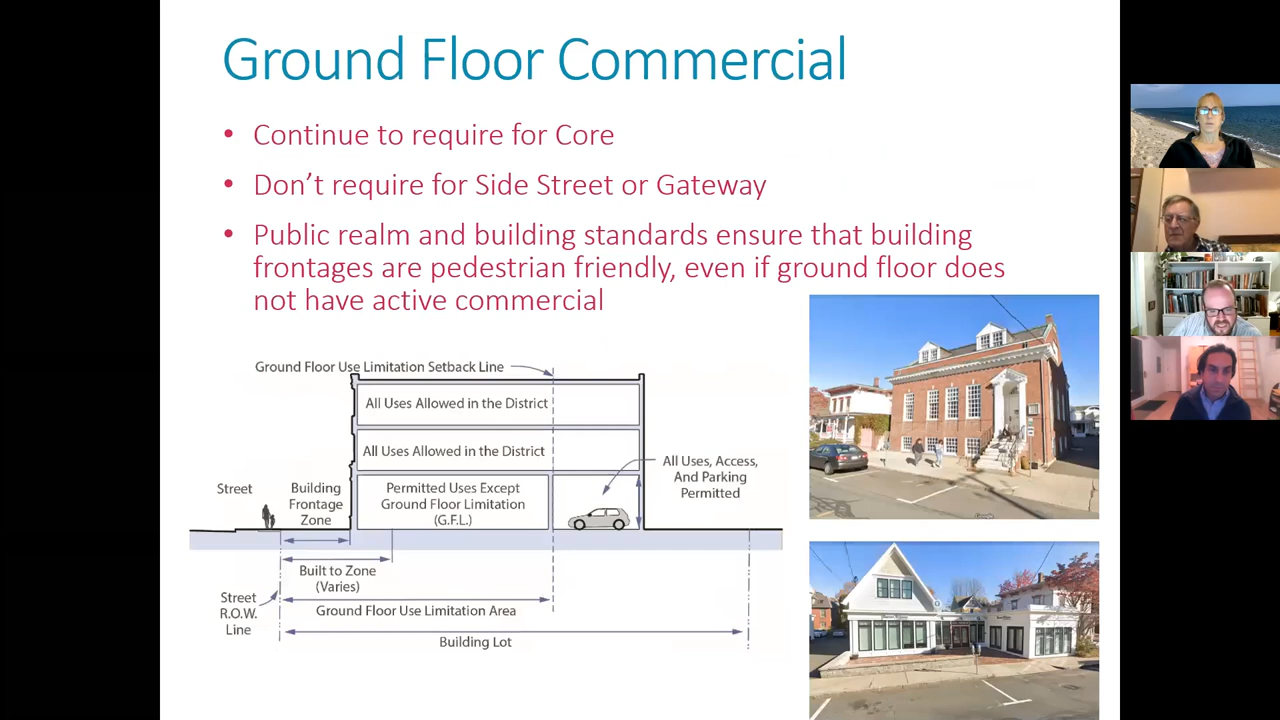 Ground Floor Commercial
• Continue to require for Core
• Don’t require for Side Street or Gateway
• Public realm and building standards ensure that building
frontages are pedestrian friendly, even if ground floor does
not have active commercial
Ground Floor Use Limitation Setback Line
All Uses Allowed in the District
All Uses Allowed in the District
All Uses, Access,
And Parking
Permitted
Street
Building
Frontage
Zone
Permitted Uses Except
Ground Floor Limitation
(G.F.L.)
Built to Zone
(Varies)
Street
R.O.W.
Line
Ground Floor Use Limitation Area
Building Lot
Google